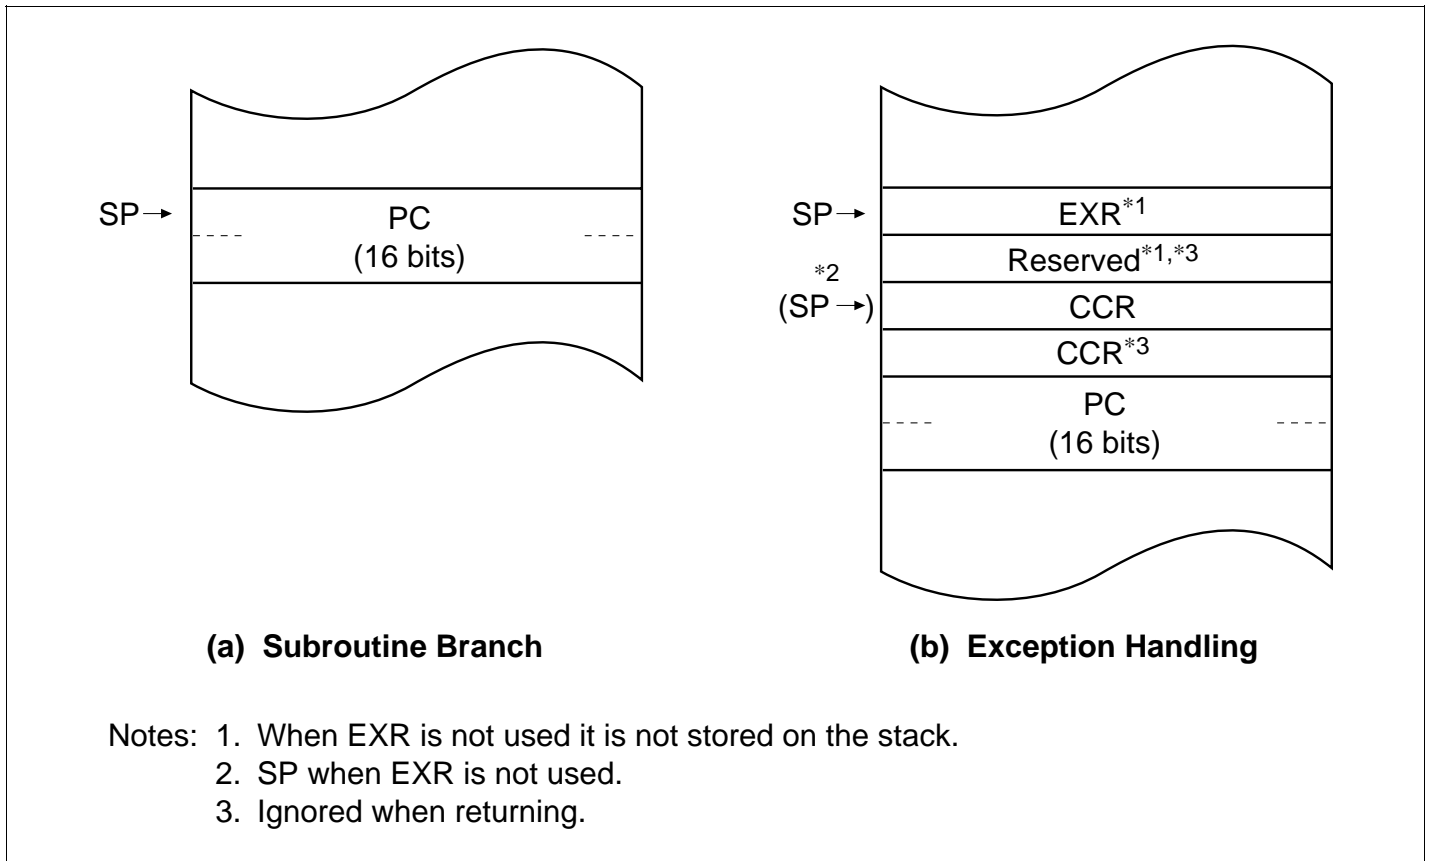 SP→
PC
(16 bits)
(a) Subroutine Branch
SP→
*2
(SP→)
EXR*1
Reserved*1,*3
CCR
CCR*3
PC
(16 bits)
(b) Exception Handling
Notes: 1. When EXR is not used it is not stored on the stack.
2. SP when EXR is not used.
3. Ignored when returning.